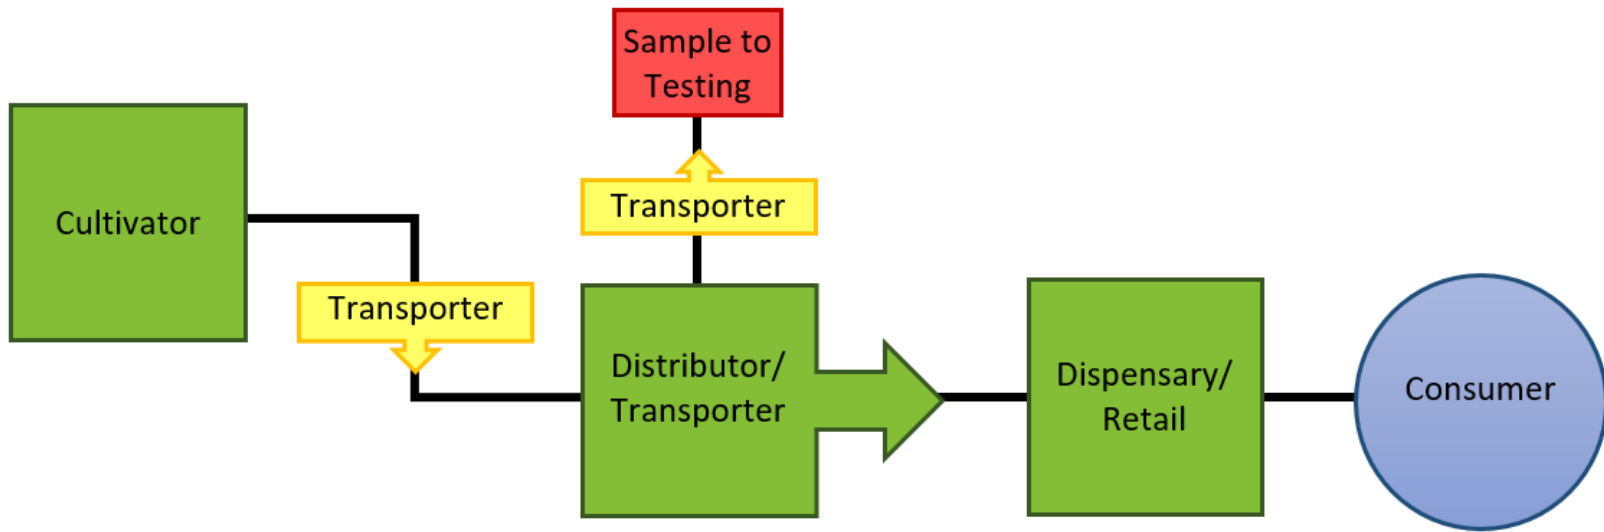 Sample to
Testing
Cultivator
Transporter
Transporter
Distributor/
Transporter
Dispensary/
Retail
Consumer